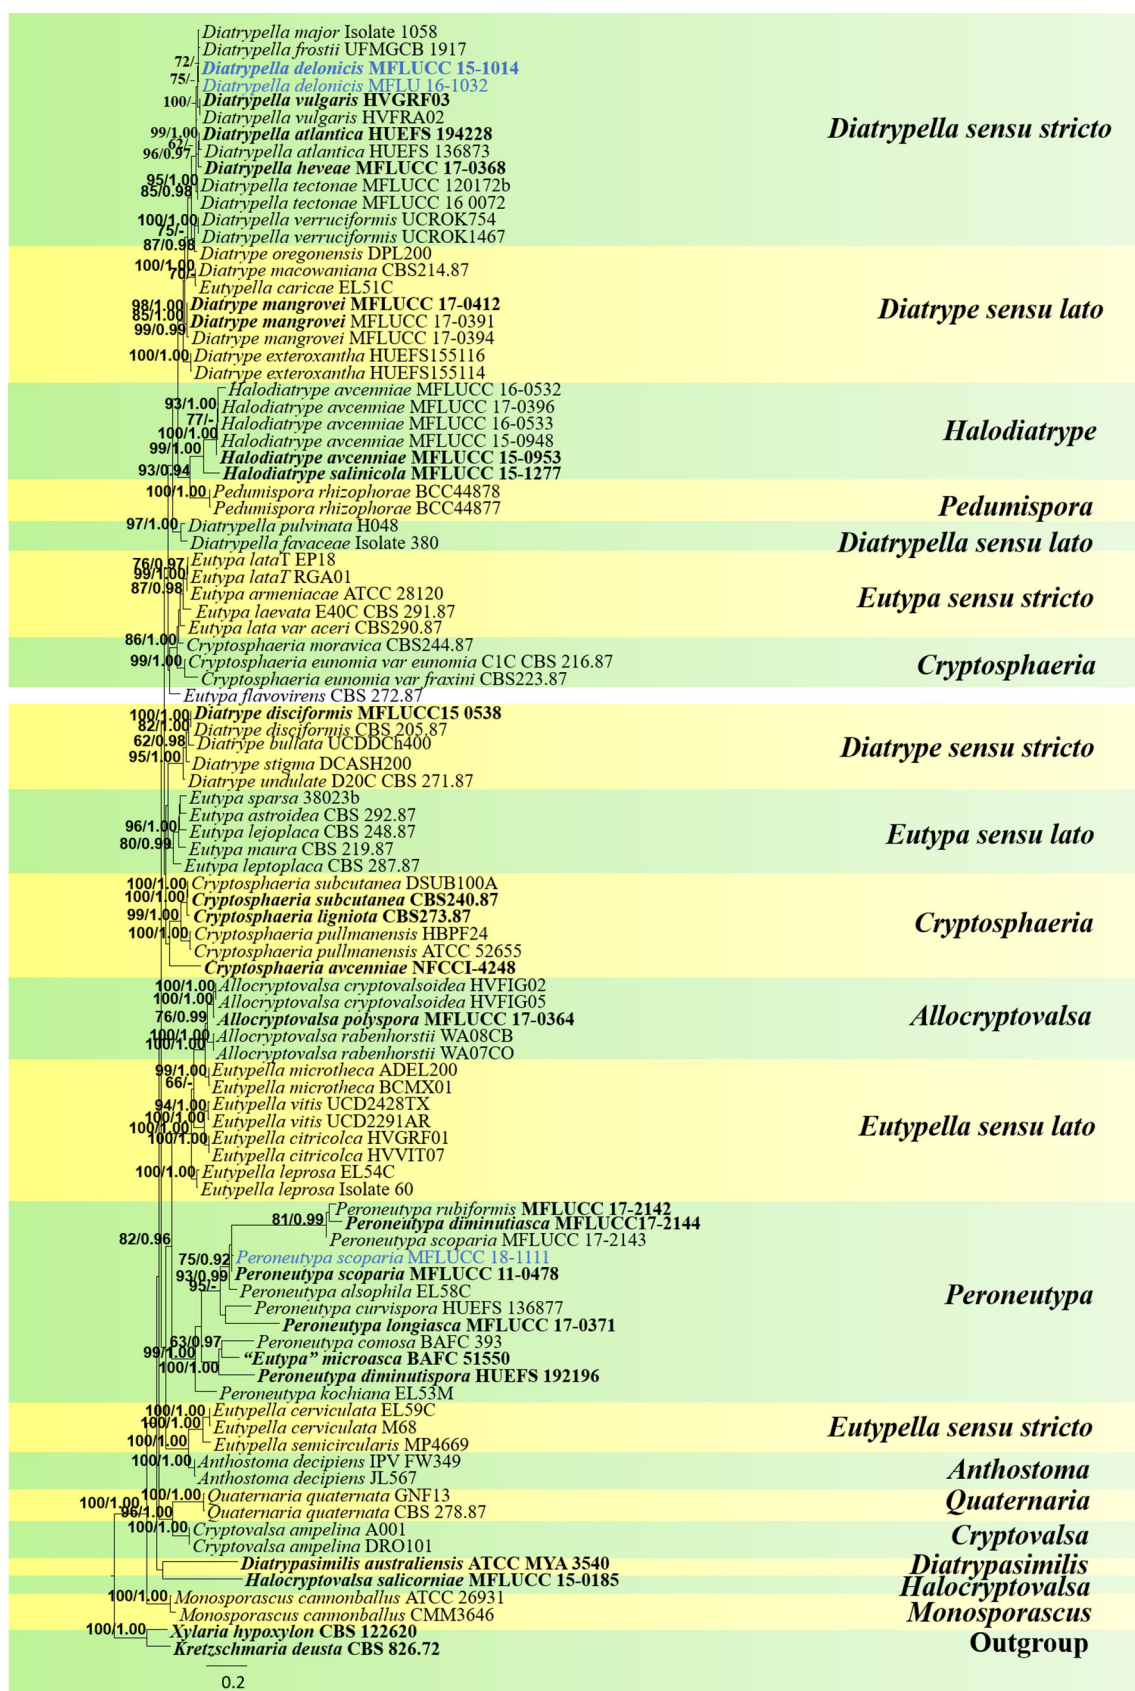 Diatrypella major Isolate 1058
Diatrypella frostii UFMGCB 1917
72/-
Diatrypella delonicis MFLUCC 15-1014
75/-
Diatrypella delonicis MFLU 16-1032
100/-
Diatrypella vulgaris HVGRF03
Diatrypella vulgaris HVFRA02
Diatrypella sensu stricto
99/1.00
Diatrypella atlantica HUEFS 194228
62/-
96/0.97
Diatrypella atlantica HUEFS 136873
Diatrypella heveae MFLUCC 17-0368
95/1.00
Diatrypella tectonae MFLUCC 120172b
85/0.98
Diatrypella tectonae MFLUCC 16 0072
100/1.00
Diatrypella verruciformis UCROK754
75/-
Diatrypella verruciformis UCROK1467
87/0.98
Diatrype oregonensis DPL200
100/1.00
Diatrype macowaniana CBS214.87
70/-
Eutypella caricae EL51C
98/1.00
Diatrype mangrovei MFLUCC 17-0412
Diatrype sensu lato
85/1.00
Diatrype mangrovei MFLUCC 17-0391
99/0.99
Diatrype mangrovei MFLUCC 17-0394
100/1.00
Diatrype exteroxantha HUEFS155116
Diatrype exteroxantha HUEFS155114
Halodiatrype avcenniae MFLUCC 16-0532
93/1.00
Halodiatrype avcenniae MFLUCC 17-0396
77/-
Halodiatrype avcenniae MFLUCC 16-0533
100/1.00
Halodiatrype avcenniae MFLUCC 15-0948
Halodiatrype
99/1.00
Halodiatrype avcenniae MFLUCC 15-0953
93/0.94
Halodiatrype salinicola MFLUCC 15-1277
100/1.00
Pedumispora rhizophorae BCC44878
Pedumispora rhizophorae BCC44877
Pedumispora
97/1.00
Diatrypella pulvinata H048
Diatrypella favaceae Isolate 380
Diatrypella sensu lato
76/0.97
Eutypa lataT EP18
99/1.00
Eutypa lataT RGA01
87/0.98
Eutypa armeniacae ATCC 28120
Eutypa sensu stricto
Eutypa laevata E40C CBS 291.87
Eutypa lata var aceri CBS290.87
86/1.00
Cryptosphaeria moravica CBS244.87
99/1.00
Cryptosphaeria eunomia var eunomia C1C CBS 216.87
Cryptosphaeria
Cryptosphaeria eunomia var fraxini CBS223.87
Eutypa flavovirens CBS 272.87
100/1.00
Diatrype disciformis MFLUCC15 0538
82/1.00
Diatrype disciformis CBS 205.87
62/0.98
Diatrype bullata UCDDCh400
Diatrype sensu stricto
95/1.00
Diatrype stigma DCASH200
Diatrype undulate D20C CBS 271.87
Eutypa sparsa 38023b
Eutypa astroidea CBS 292.87
96/1.00
Eutypa lejoplaca CBS 248.87
Eutypa sensu lato
80/0.99
Eutypa maura CBS 219.87
Eutypa leptoplaca CBS 287.87
100/1.00
Cryptosphaeria subcutanea DSUB100A
100/1.00
Cryptosphaeria subcutanea CBS240.87
99/1.00
Cryptosphaeria ligniota CBS273.87
Cryptosphaeria
100/1.00
Cryptosphaeria pullmanensis HBPF24
Cryptosphaeria pullmanensis ATCC 52655
Cryptosphaeria avcenniae NFCCI-4248
100/1.00
Allocryptovalsa cryptovalsoidea HVFIG02
100/1.00
Allocryptovalsa cryptovalsoidea HVFIG05
76/0.99
Allocryptovalsa polyspora MFLUCC 17-0364
Allocryptovalsa
100/1.00
Allocryptovalsa rabenhorstii WA08CB
100/1.00
Allocryptovalsa rabenhorstii WA07CO
99/1.00
Eutypella microtheca ADEL200
66/-
Eutypella microtheca BCMX01
94/1.00
Eutypella vitis UCD2428TX
100/1.00
Eutypella vitis UCD2291AR
100/1.00
Eutypella sensu lato
100/1.00
Eutypella citricolca HVGRF01
Eutypella citricolca HVVIT07
100/1.00
Eutypella leprosa EL54C
Eutypella leprosa Isolate 60
Peroneutypa rubiformis MFLUCC 17-2142
81/0.99
Peroneutypa diminutiasca MFLUCC17-2144
82/0.96
Peroneutypa scoparia MFLUCC 17-2143
75/0.92
Peroneutypa scoparia MFLUCC 18-1111
93/0.99
Peroneutypa scoparia MFLUCC 11-0478
95/-
Peroneutypa alsophila EL58C
Peroneutypa
Peroneutypa curvispora HUEFS 136877
Peroneutypa longiasca MFLUCC 17-0371
63/0.97
Peroneutypa comosa BAFC 393
99/1.00
“Eutypa” microasca BAFC 51550
100/1.00
Peroneutypa diminutispora HUEFS 192196
Peroneutypa kochiana EL53M
100/1.00
Eutypella cerviculata EL59C
100/1.00
Eutypella cerviculata M68
Eutypella sensu stricto
100/1.00
Eutypella semicircularis MP4669
100/1.00
Anthostoma decipiens IPV FW349
Anthostoma decipiens JL567
Anthostoma
100/1.00
Quaternaria quaternata GNF13
100/1.00
Quaternaria
96/1.00
Quaternaria quaternata CBS 278.87
100/1.00
Cryptovalsa ampelina A001
Cryptovalsa
Cryptovalsa ampelina DRO101
Diatrypasimilis australiensis ATCC MYA 3540
Diatrypasimilis
Halocryptovalsa salicorniae MFLUCC 15-0185
Halocryptovalsa
100/1.00
Monosporascus cannonballus ATCC 26931
Monosporascus cannonballus CMM3646
Monosporascus
100/1.00
Xylaria hypoxylon CBS 122620
Kretzschmaria deusta CBS 826.72
Outgroup
0.2